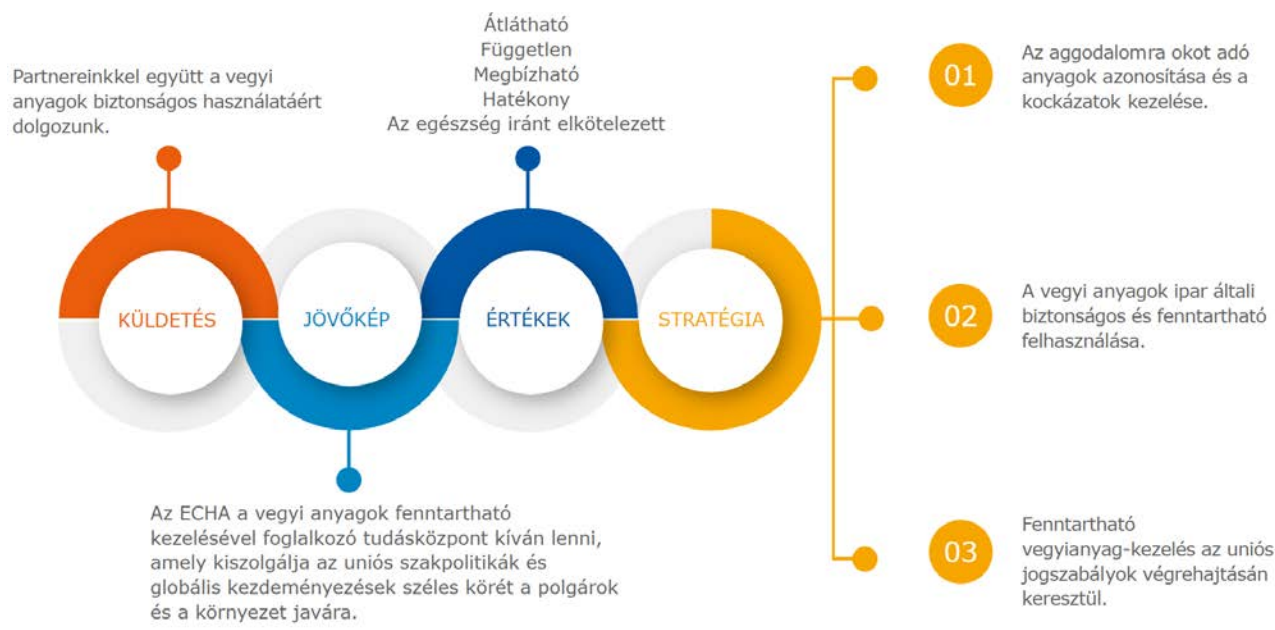 Partnereinkkel együtt a vegyi
anyagok biztonságos használatáért
dolgozunk.
Átlátható
Független
Megbízható
Hatékony
Az egészség iránt elkötelezett
KÜLDETÉS
JÖVŐKÉP
ÉRTÉKEK
STRATÉGIA
Az ECHA a vegyi anyagok fenntartható
kezelésével foglalkozó tudásközpont kíván lenni,
amely kiszolgálja az uniós szakpolitikák és
globális kezdeményezések széles körét a polgárok
és a környezet javára.
01
Az aggodalomra okot adó
anyagok azonosítása és a
kockázatok kezelése.
02
A vegyi anyagok ipar általi
biztonságos és fenntartható
felhasználása.
03
Fenntartható
vegyianyag-kezelés az uniós
jogszabályok végrehajtásán
keresztül.